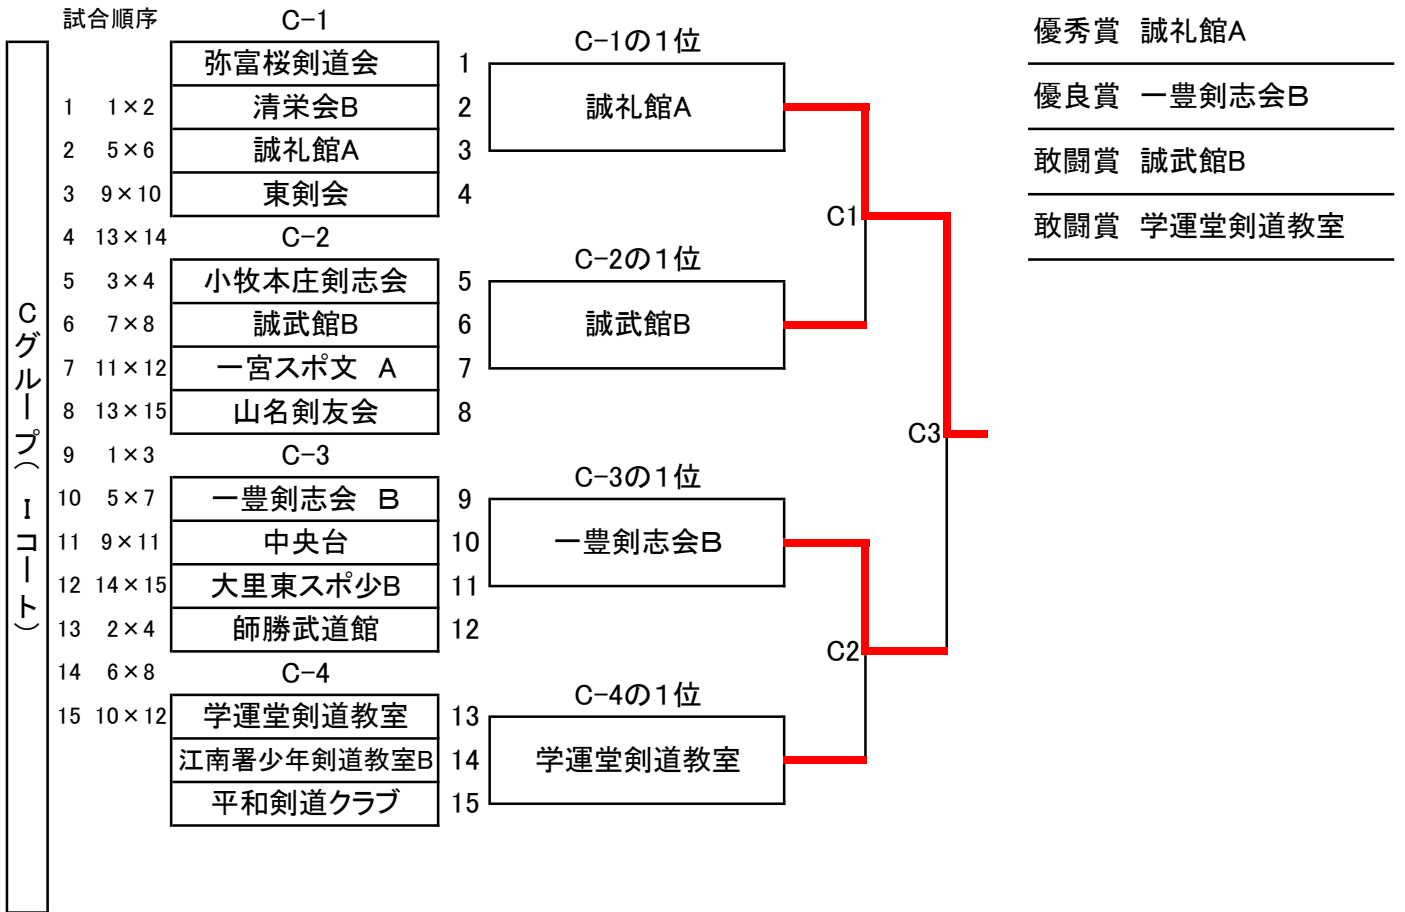 試合順序 C-1
弥富桜剣道会 1
1 1×2 清栄会B 2
2 5×6 誠礼館A 3
3 9×10 東剣会 4
4 13×14 C-2
5 3×4 小牧本庄剣志会 5
6 7×8 誠武館B 6
7 11×12 一宮スポ文 A 7
8 13×15 山名剣友会 8
9 1×3 C-3
10 5×7 一豊剣志会 B 9
11 9×11 中央台 10
12 14×15 大里東スポ少B 11
13 2×4 師勝武道館 12
14 6×8 C-4
15 10×12 学運堂剣道教室 13
江南署少年剣道教室B 14
平和剣道クラブ 15
Cグループ(Iコート)
C-1の1位
誠礼館A
C-2の1位
誠武館B
C-3の1位
一豊剣志会B
C-4の1位
学運堂剣道教室
C1
C2
C3
優秀賞 誠礼館A
優良賞 一豊剣志会B
敢闘賞 誠武館B
敢闘賞 学運堂剣道教室